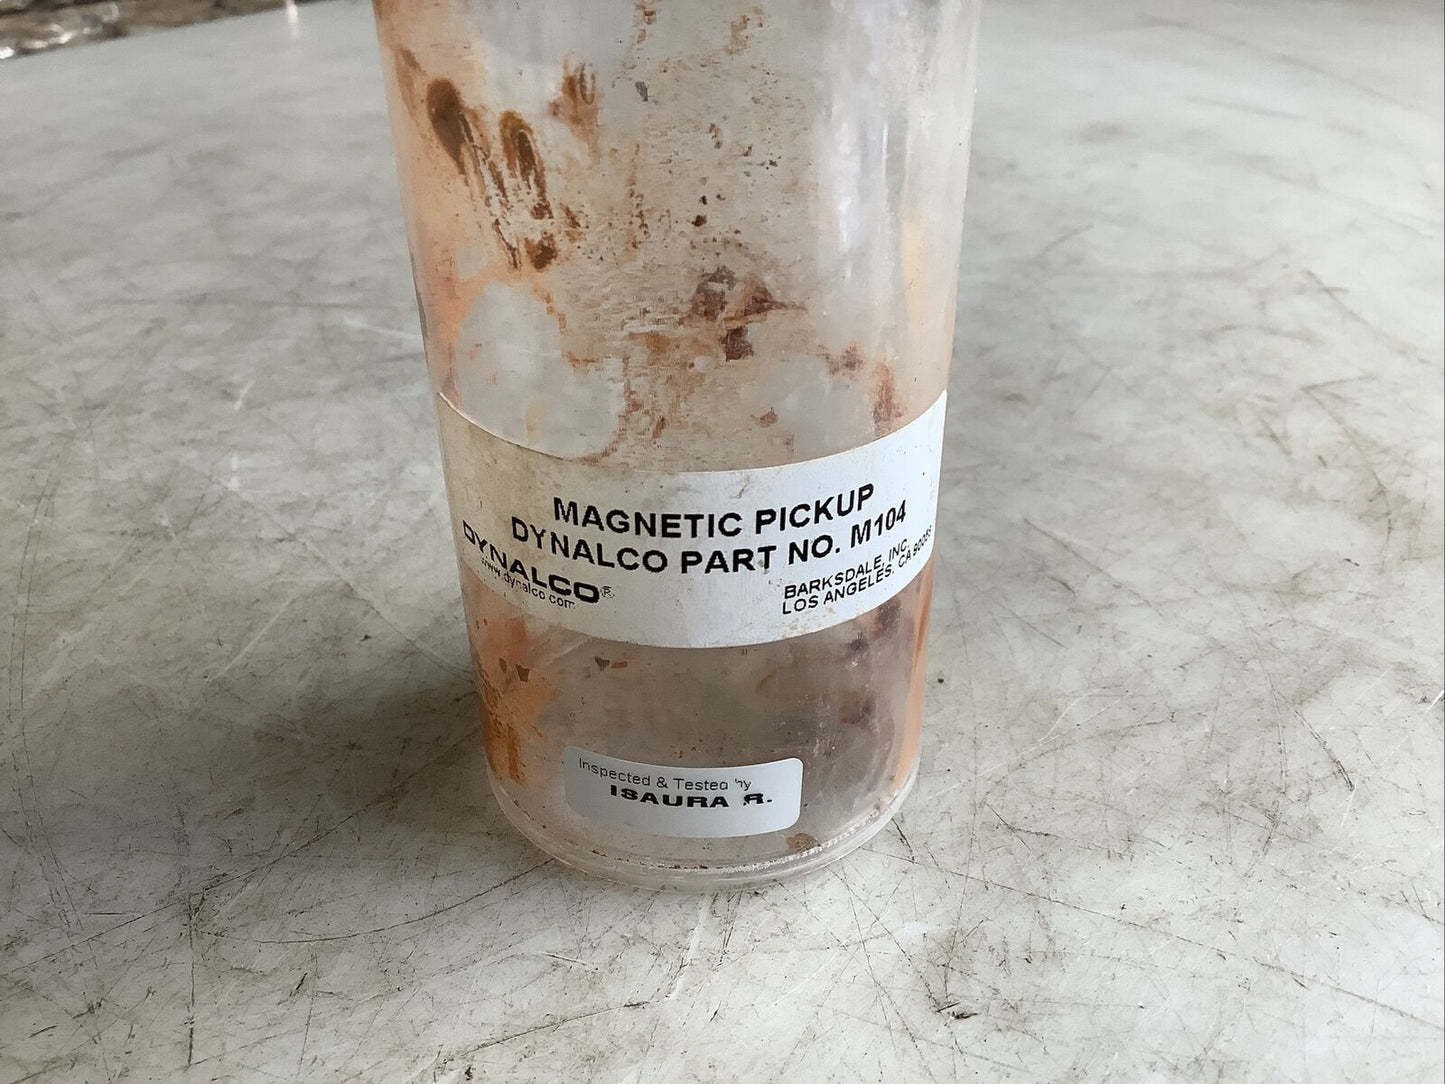 MAGNETIC PICKUP
DYNALCO PART NO. M104
DYNALCO®
www.dynalco.com
BARKSDALE, INC.
LOS ANGELES, CA 90058
Inspected & Tested by
ISAURA R.